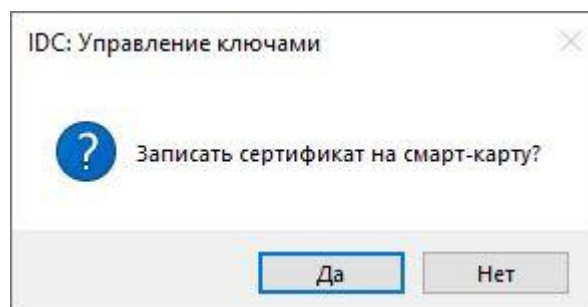 IDC: Управление ключами
Записать сертификат на смарт-карту?
Да Нет